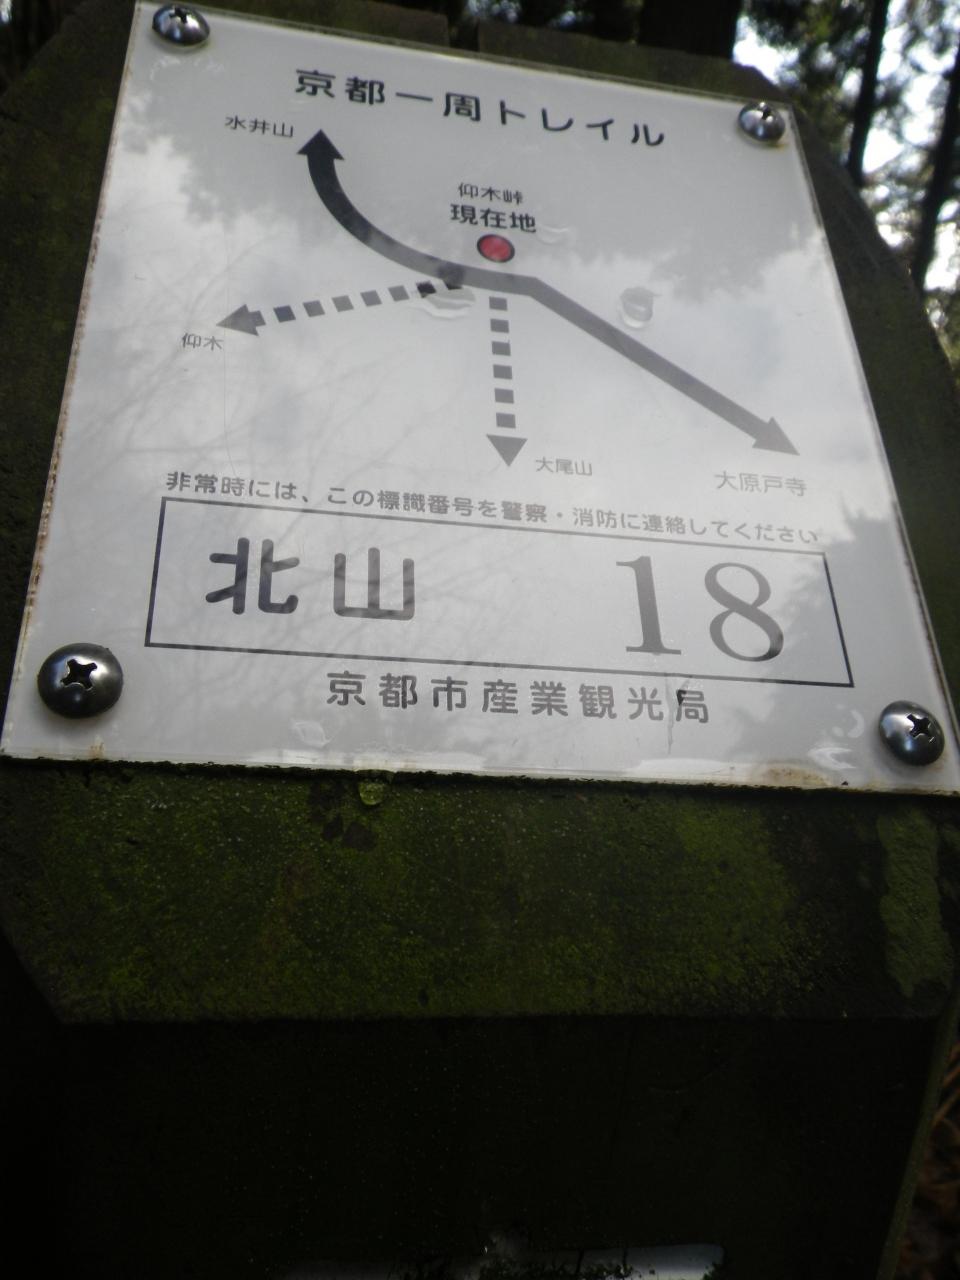 京都一周トレイル
水井山
仰木峠
現在地
仰木
大尾山
大原戸寺
非常時には、この標識番号を警察・消防に連絡してください
北山 18
京都市産業観光局